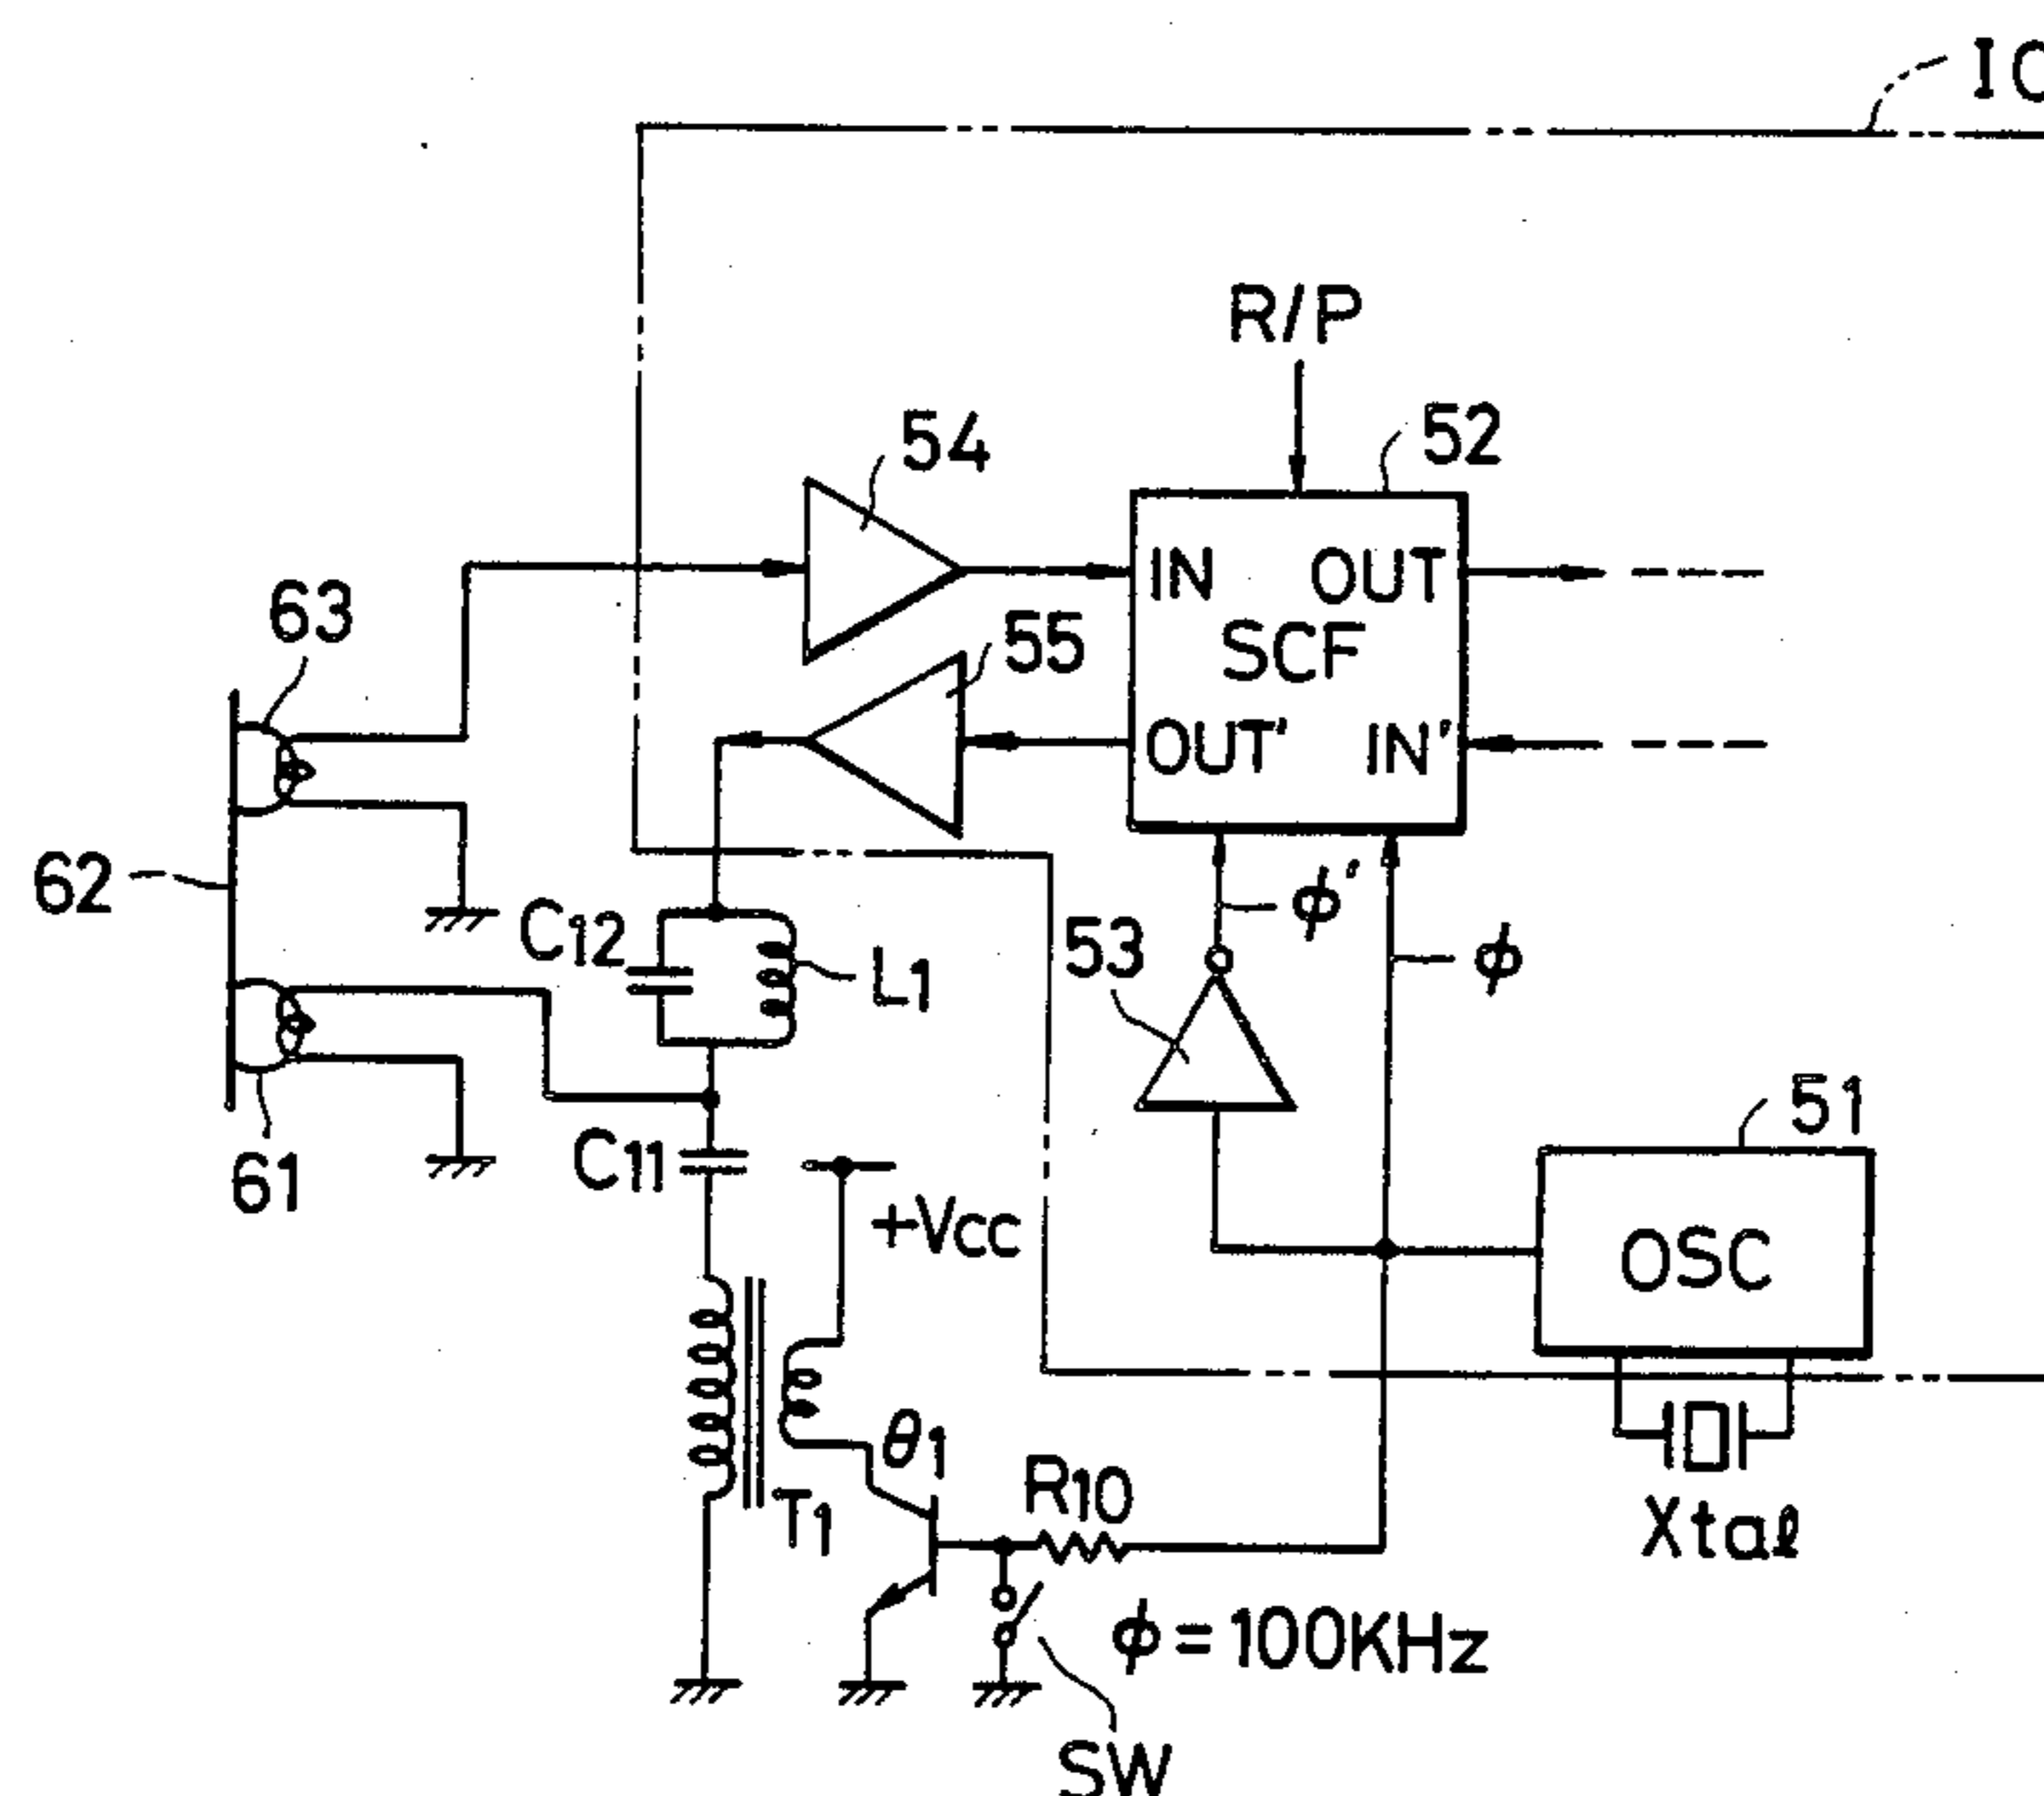 IC
R/P
54
52
IN OUT
63
55
SCF
OUT' IN'
62
C12
53
ϕ'
L1
ϕ
51
61
C11
+VCC
OSC
θ1
R10
T1
Xtal
ϕ=100KHz
SW